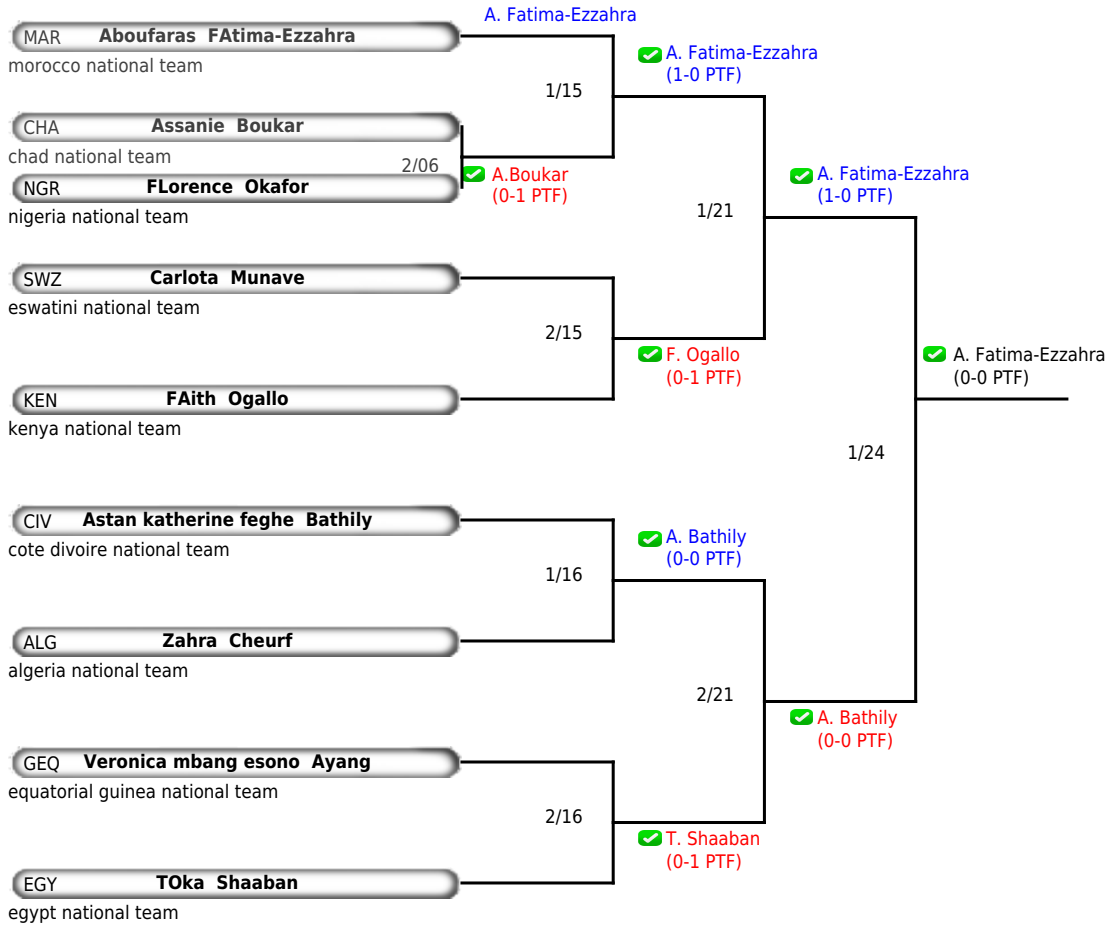 A. Fatima-Ezzahra
MAR Aboufaras FAtima-Ezzahra
morocco national team
A. Fatima-Ezzahra
(1-0 PTF)
1/15
CHA Assanie Boukar
chad national team
2/06
A.Boukar
(0-1 PTF)
NGR FLorence Okafor
nigeria national team
A. Fatima-Ezzahra
(1-0 PTF)
1/21
SWZ Carlota Munave
eswatini national team
2/15
F. Ogallo
(0-1 PTF)
KEN FAith Ogallo
kenya national team
A. Fatima-Ezzahra
(0-0 PTF)
1/24
CIV Astan katherine feghe Bathily
cote divoire national team
A. Bathily
(0-0 PTF)
1/16
ALG Zahra Cheurf
algeria national team
2/21
A. Bathily
(0-0 PTF)
GEQ Veronica mbang esono Ayang
equatorial guinea national team
2/16
T. Shaaban
(0-1 PTF)
EGY TOka Shaaban
egypt national team